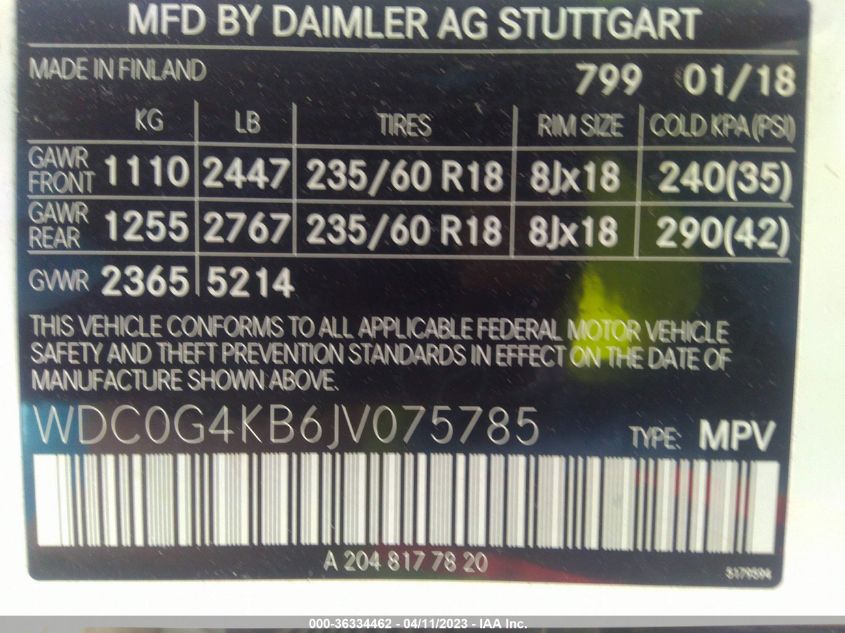 MFD BY DAIMLER AG STUTTGART
MADE IN FINLAND 799 01/18
KG LB TIRES RIM SIZE COLD KPA (PSI)
GAWR FRONT 1110 2447 235/60 R18 8Jx18 240(35)
GAWR REAR 1255 2767 235/60 R18 8Jx18 290(42)
GVWR 2365 5214
THIS VEHICLE CONFORMS TO ALL APPLICABLE FEDERAL MOTOR VEHICLE
SAFETY AND THEFT PREVENTION STANDARDS IN EFFECT ON THE DATE OF
MANUFACTURE SHOWN ABOVE.
WDC0G4KB6JV075785 TYPE: MPV
A 204 817 78 20 5179594
000-36334462 - 04/11/2023 - IAA Inc.